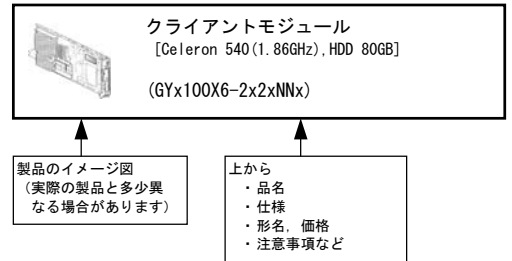 クライアントモジュール
[Celeron 540(1.86GHz),HDD 80GB]
(GYx100X6-2x2xNNx)
製品のイメージ図
(実際の製品と多少異
なる場合があります)
上から
・品名
・仕様
・形名, 価格
・注意事項など